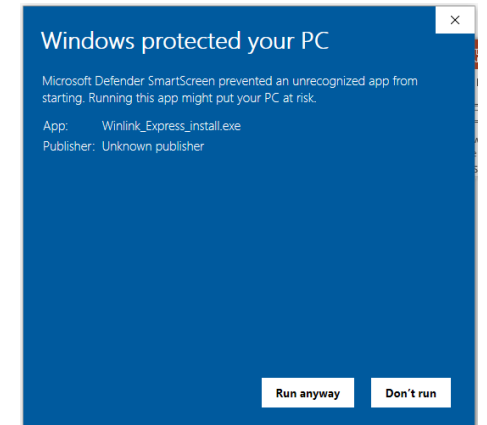 Windows protected your PC
Microsoft Defender SmartScreen prevented an unrecognized app from
starting. Running this app might put your PC at risk.
App: Winlink_Express_install.exe
Publisher: Unknown publisher
Run anyway Don't run